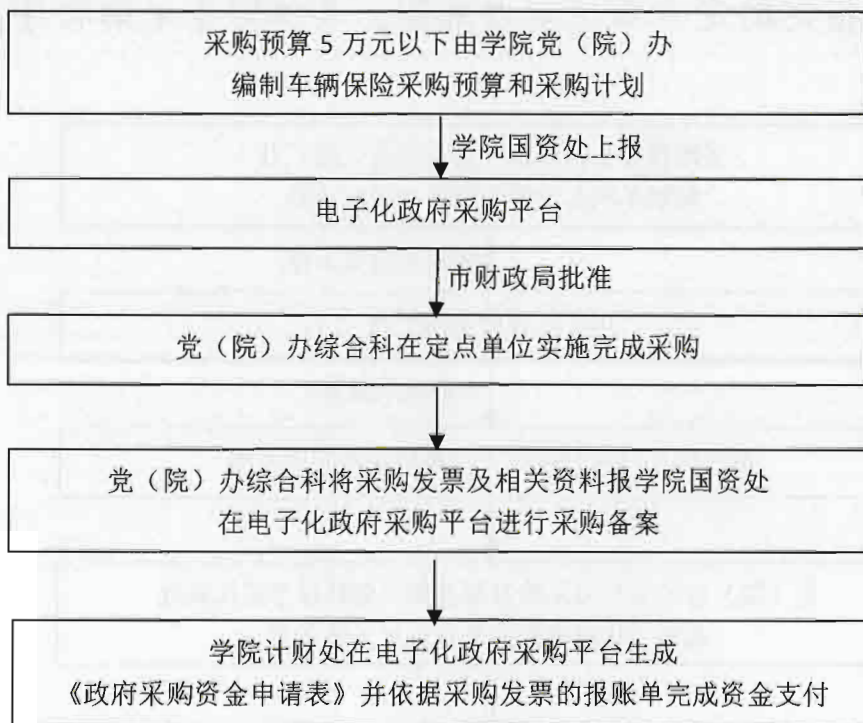 采购预算5万元以下由学院党（院）办
编制车辆保险采购预算和采购计划
学院国资处上报
电子化政府采购平台
市财政局批准
党（院）办综合科在定点单位实施完成采购
党（院）办综合科将采购发票及相关资料报学院国资处
在电子化政府采购平台进行采购备案
学院计财处在电子化政府采购平台生成
《政府采购资金申请表》并依据采购发票的报账单完成资金支付